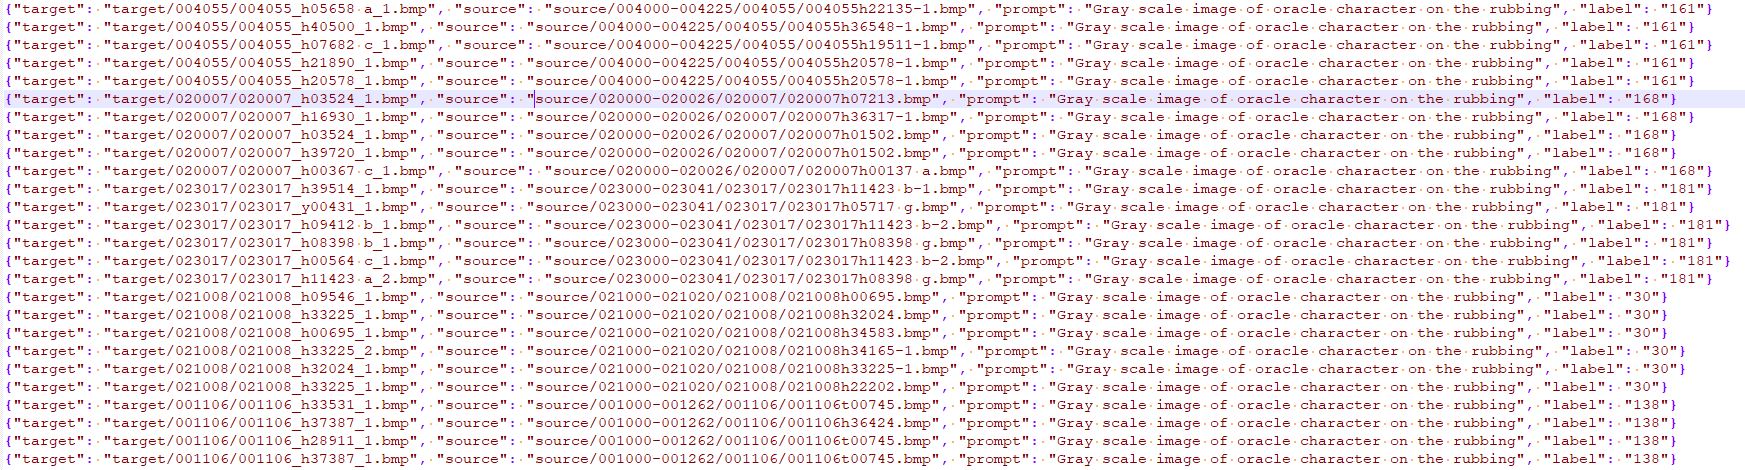 {"target": "target/004055/004055_h05658 a_1.bmp", "source": "source/004000-004225/004055/004055h22135-1.bmp", "prompt": "Gray scale image of oracle character on the rubbing", "label": "161"}
{"target": "target/004055/004055_h40500_1.bmp", "source": "source/004000-004225/004055/004055h36548-1.bmp", "prompt": "Gray scale image of oracle character on the rubbing", "label": "161"}
{"target": "target/004055/004055_h07682 c_1.bmp", "source": "source/004000-004225/004055/004055h19511-1.bmp", "prompt": "Gray scale image of oracle character on the rubbing", "label": "161"}
{"target": "target/004055/004055_h21890_1.bmp", "source": "source/004000-004225/004055/004055h20578-1.bmp", "prompt": "Gray scale image of oracle character on the rubbing", "label": "161"}
{"target": "target/004055/004055_h20578_1.bmp", "source": "source/004000-004225/004055/004055h20578-1.bmp", "prompt": "Gray scale image of oracle character on the rubbing", "label": "161"}
{"target": "target/020007/020007_h03524_1.bmp", "source": "source/020000-020026/020007/020007h07213.bmp", "prompt": "Gray scale image of oracle character on the rubbing", "label": "168"}
{"target": "target/020007/020007_h16930_1.bmp", "source": "source/020000-020026/020007/020007h36317-1.bmp", "prompt": "Gray scale image of oracle character on the rubbing", "label": "168"}
{"target": "target/020007/020007_h03524_1.bmp", "source": "source/020000-020026/020007/020007h01502.bmp", "prompt": "Gray scale image of oracle character on the rubbing", "label": "168"}
{"target": "target/020007/020007_h39720_1.bmp", "source": "source/020000-020026/020007/020007h01502.bmp", "prompt": "Gray scale image of oracle character on the rubbing", "label": "168"}
{"target": "target/020007/020007_h00367 c_1.bmp", "source": "source/020000-020026/020007/020007h00137 a.bmp", "prompt": "Gray scale image of oracle character on the rubbing", "label": "168"}
{"target": "target/023017/023017_h39514_1.bmp", "source": "source/023000-023041/023017/023017h11423 b-1.bmp", "prompt": "Gray scale image of oracle character on the rubbing", "label": "181"}
{"target": "target/023017/023017_y00431_1.bmp", "source": "source/023000-023041/023017/023017h05717 g.bmp", "prompt": "Gray scale image of oracle character on the rubbing", "label": "181"}
{"target": "target/023017/023017_h09412 b_1.bmp", "source": "source/023000-023041/023017/023017h11423 b-2.bmp", "prompt": "Gray scale image of oracle character on the rubbing", "label": "181"}
{"target": "target/023017/023017_h08398 b_1.bmp", "source": "source/023000-023041/023017/023017h08398 g.bmp", "prompt": "Gray scale image of oracle character on the rubbing", "label": "181"}
{"target": "target/023017/023017_h00564 c_1.bmp", "source": "source/023000-023041/023017/023017h11423 b-2.bmp", "prompt": "Gray scale image of oracle character on the rubbing", "label": "181"}
{"target": "target/023017/023017_h11423 a_2.bmp", "source": "source/023000-023041/023017/023017h08398 g.bmp", "prompt": "Gray scale image of oracle character on the rubbing", "label": "181"}
{"target": "target/021008/021008_h09546_1.bmp", "source": "source/021000-021020/021008/021008h00695.bmp", "prompt": "Gray scale image of oracle character on the rubbing", "label": "30"}
{"target": "target/021008/021008_h33225_1.bmp", "source": "source/021000-021020/021008/021008h32024.bmp", "prompt": "Gray scale image of oracle character on the rubbing", "label": "30"}
{"target": "target/021008/021008_h00695_1.bmp", "source": "source/021000-021020/021008/021008h34583.bmp", "prompt": "Gray scale image of oracle character on the rubbing", "label": "30"}
{"target": "target/021008/021008_h33225_2.bmp", "source": "source/021000-021020/021008/021008h34165-1.bmp", "prompt": "Gray scale image of oracle character on the rubbing", "label": "30"}
{"target": "target/021008/021008_h32024_1.bmp", "source": "source/021000-021020/021008/021008h33225-1.bmp", "prompt": "Gray scale image of oracle character on the rubbing", "label": "30"}
{"target": "target/021008/021008_h33225_1.bmp", "source": "source/021000-021020/021008/021008h22202.bmp", "prompt": "Gray scale image of oracle character on the rubbing", "label": "30"}
{"target": "target/001106/001106_h33531_1.bmp", "source": "source/001000-001262/001106/001106t00745.bmp", "prompt": "Gray scale image of oracle character on the rubbing", "label": "138"}
{"target": "target/001106/001106_h37387_1.bmp", "source": "source/001000-001262/001106/001106h36424.bmp", "prompt": "Gray scale image of oracle character on the rubbing", "label": "138"}
{"target": "target/001106/001106_h28911_1.bmp", "source": "source/001000-001262/001106/001106t00745.bmp", "prompt": "Gray scale image of oracle character on the rubbing", "label": "138"}
{"target": "target/001106/001106_h37387_1.bmp", "source": "source/001000-001262/001106/001106t00745.bmp", "prompt": "Gray scale image of oracle character on the rubbing", "label": "138"}